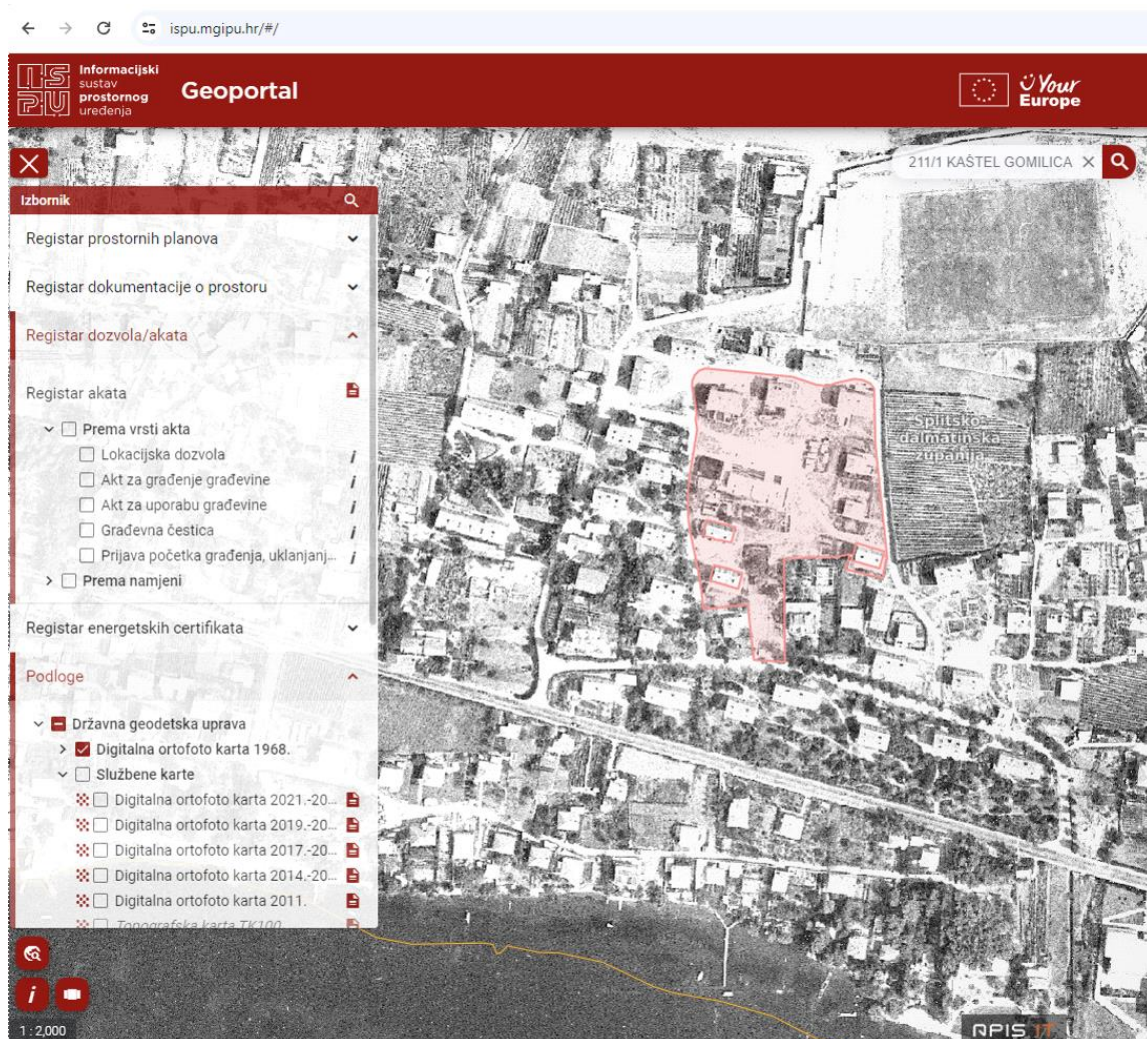 ispu.mgipu.hr/#/
ISPU
Informacijski
sustav
prostornog
uređenja
Geoportal
Your
Europe
211/1 KAŠTEL GOMILICA
Izbornik
Registar prostornih planova
Registar dokumentacije o prostoru
Registar dozvola/akata
Registar akata
Prema vrsti akta
Lokacijska dozvola
Akt za građenje građevine
Akt za uporabu građevine
Građevna čestica
Prijava početka građenja, uklanjanj...
Prema namjeni
Registar energetskih certifikata
Podloge
Državna geodetska uprava
Digitalna ortofoto karta 1968.
Službene karte
Digitalna ortofoto karta 2021.-20...
Digitalna ortofoto karta 2019.-20...
Digitalna ortofoto karta 2017.-20...
Digitalna ortofoto karta 2014.-20...
Digitalna ortofoto karta 2011.
Topografska karta TK100
Splitsko-
dalmatinska
županija
1 : 2,000
APIS IT